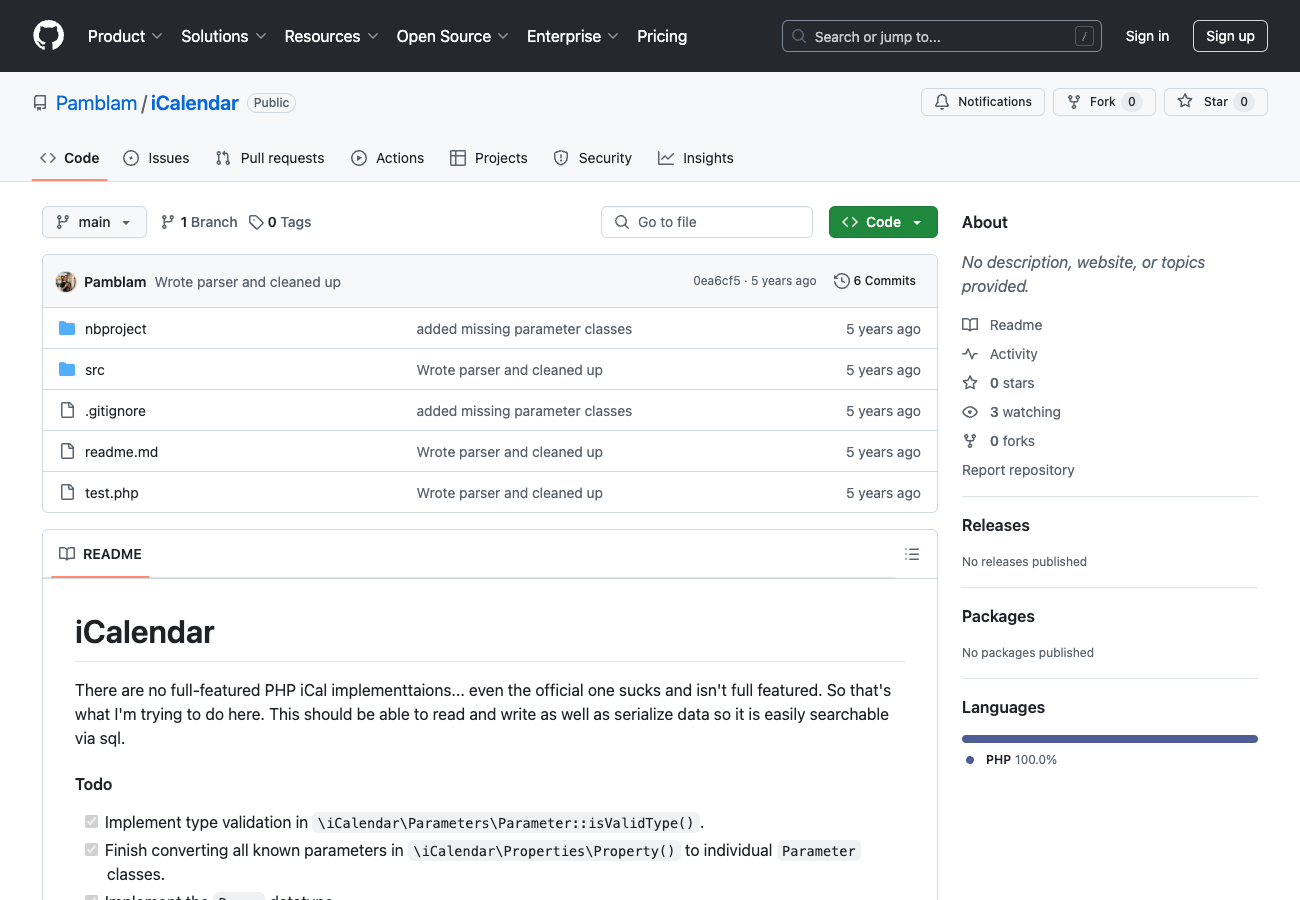 Product Solutions Resources Open Source Enterprise Pricing Search or jump to... / Sign in Sign up
Pamblam / iCalendar Public Notifications Fork 0 Star 0
Code Issues Pull requests Actions Projects Security Insights
main 1 Branch 0 Tags Go to file Code
Pamblam Wrote parser and cleaned up 0ea6cf5 · 5 years ago 6 Commits
nbproject added missing parameter classes 5 years ago
src Wrote parser and cleaned up 5 years ago
.gitignore added missing parameter classes 5 years ago
readme.md Wrote parser and cleaned up 5 years ago
test.php Wrote parser and cleaned up 5 years ago
README
iCalendar
There are no full-featured PHP iCal implementtaions... even the official one sucks and isn't full featured. So that's
what I'm trying to do here. This should be able to read and write as well as serialize data so it is easily searchable
via sql.
Todo
Implement type validation in \iCalendar\Parameters\Parameter::isValidType().
Finish converting all known parameters in \iCalendar\Properties\Property() to individual Parameter
classes.
Implement the
About
No description, website, or topics
provided.
Readme
Activity
0 stars
3 watching
0 forks
Report repository
Releases
No releases published
Packages
No packages published
Languages
PHP 100.0%